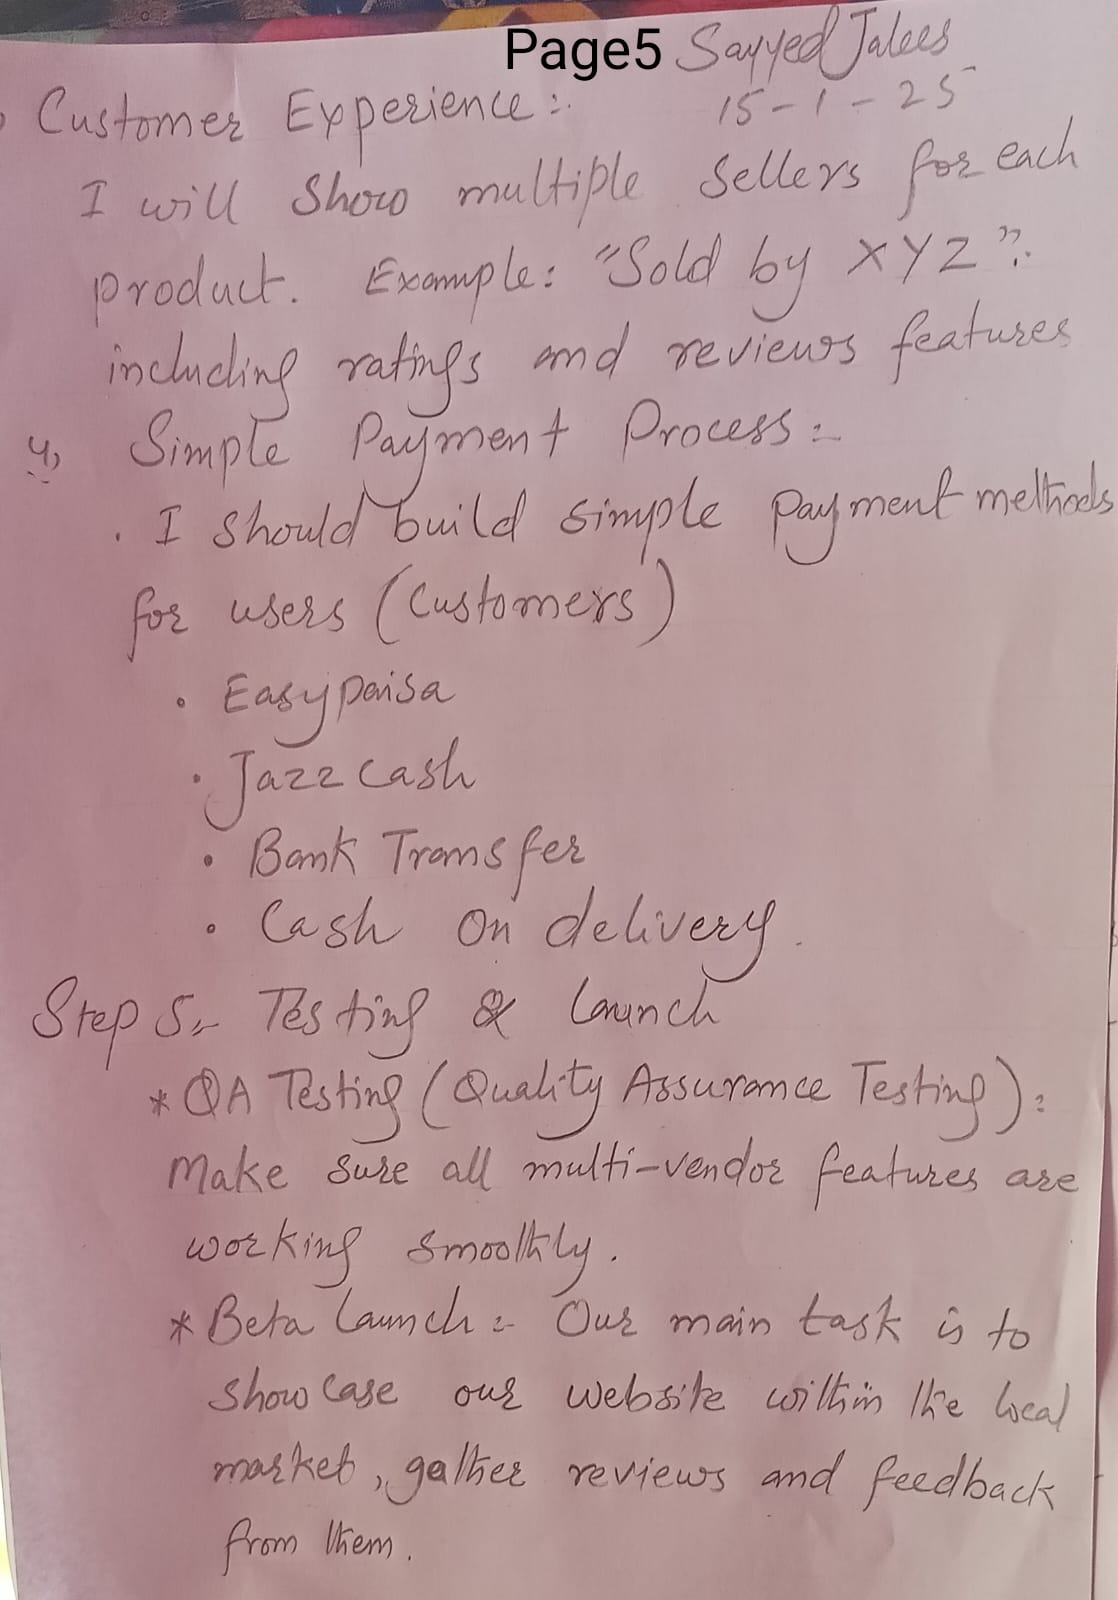 Page5 Sayyed Jalees
15-1-25
Customer Experience:-
I will Show multiple Sellers for each
product. Example: "Sold by XYZ".
including ratings and reviews features
4) Simple Payment Process:-
• I should build simple payment methods
for users (Customers)
• Easypaisa
• Jazz cash
• Bank Transfer
• Cash on delivery.
Step 5:- Testing & Launch
* QA Testing (Quality Assurance Testing):
Make sure all multi-vendor features are
working smoothly.
* Beta Launch:- Our main task is to
show case our website within the local
market, gather reviews and feedback
from them.